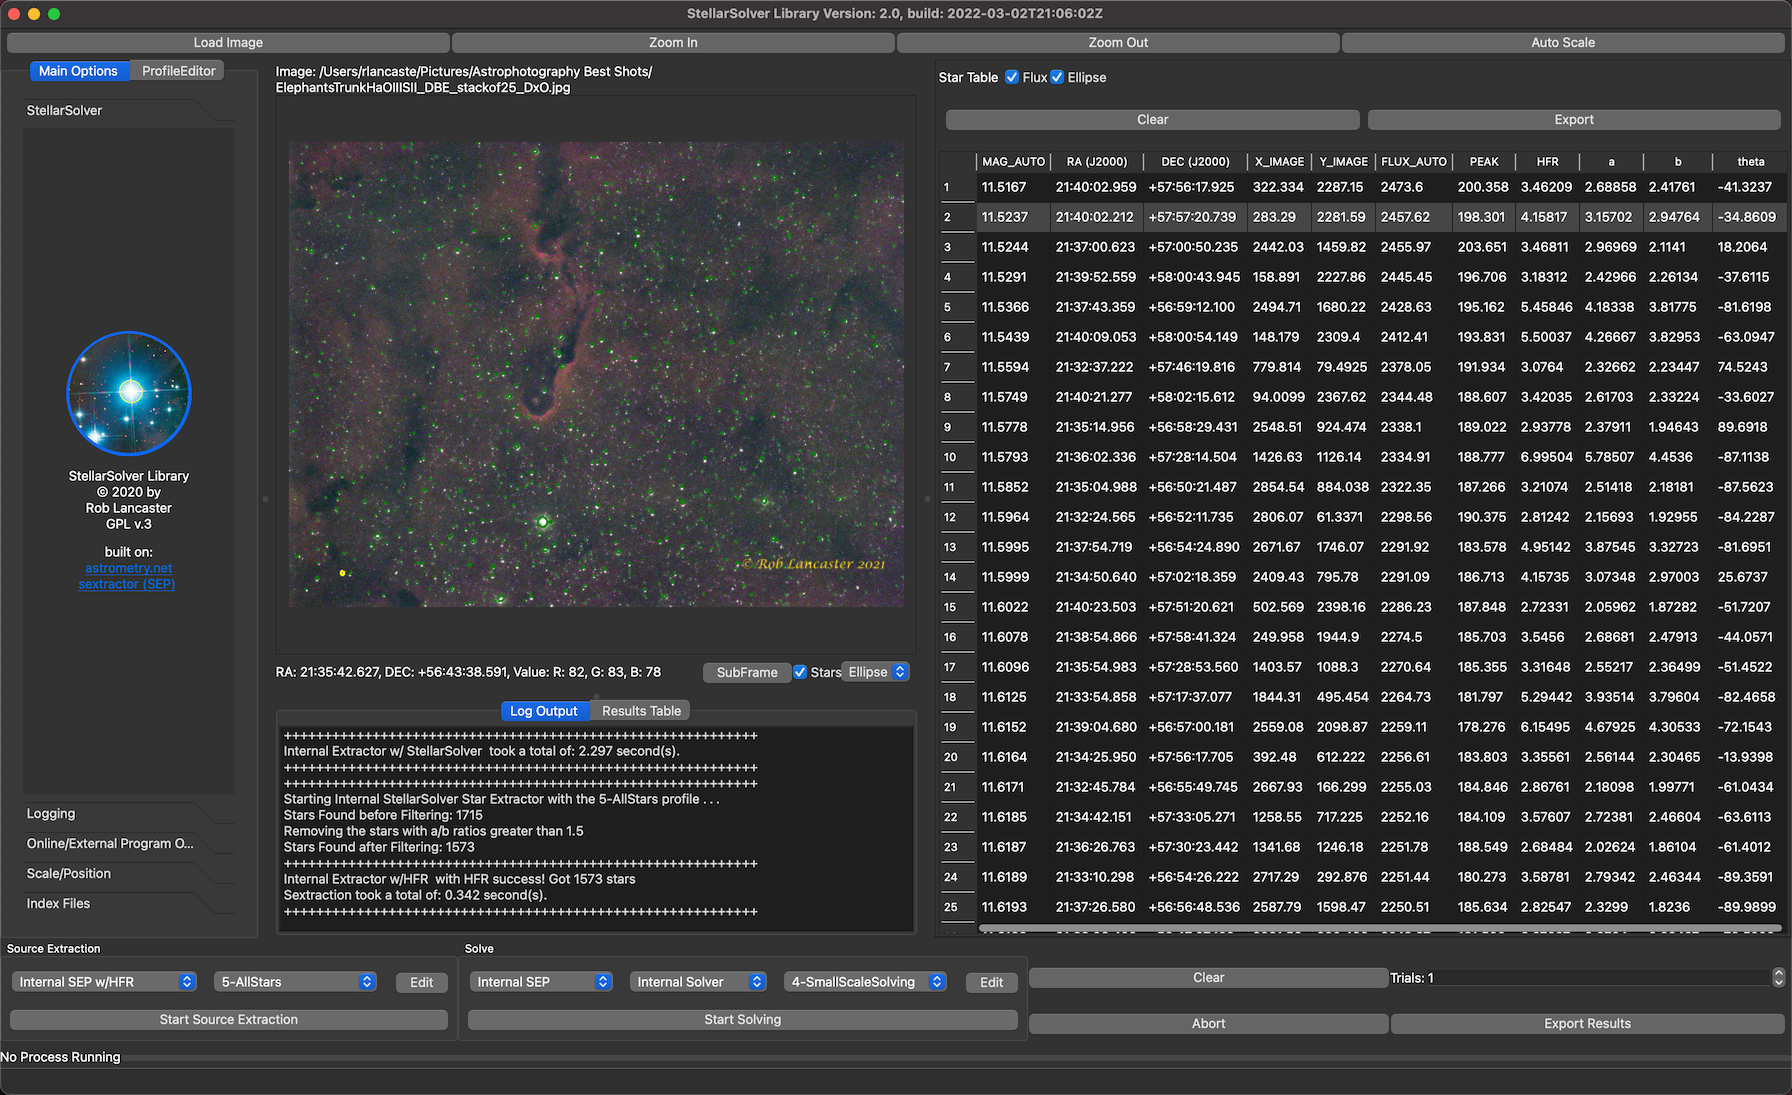 StellarSolver Library Version: 2.0, build: 2022-03-02T21:06:02Z
Load Image Zoom In Zoom Out Auto Scale
Main Options ProfileEditor
StellarSolver
StellarSolver Library
© 2020 by
Rob Lancaster
GPL v.3
built on:
astrometry.net
sextractor (SEP)
Logging
Online/External Program O...
Scale/Position
Index Files
Image: /Users/rlancaste/Pictures/Astrophotography Best Shots/
ElephantsTrunkHaOIIISII_DBE_stackof25_DxO.jpg
© Rob Lancaster 2021
RA: 21:35:42.627, DEC: +56:43:38.591, Value: R: 82, G: 83, B: 78 SubFrame Stars Ellipse
Log Output Results Table
++++++++++++++++++++++++++++++++++++++++++++++++++++++++++
Internal Extractor w/ StellarSolver  took a total of: 2.297 second(s).
++++++++++++++++++++++++++++++++++++++++++++++++++++++++++
++++++++++++++++++++++++++++++++++++++++++++++++++++++++++
Starting Internal StellarSolver Star Extractor with the 5-AllStars profile . . .
Stars Found before Filtering: 1715
Removing the stars with a/b ratios greater than 1.5
Stars Found after Filtering: 1573
++++++++++++++++++++++++++++++++++++++++++++++++++++++++++
Internal Extractor w/HFR  with HFR success! Got 1573 stars
Sextraction took a total of: 0.342 second(s).
++++++++++++++++++++++++++++++++++++++++++++++++++++++++++
Star Table Flux Ellipse
Clear Export
MAG_AUTO RA (J2000) DEC (J2000) X_IMAGE Y_IMAGE FLUX_AUTO PEAK HFR a b theta
1 11.5167 21:40:02.959 +57:56:17.925 322.334 2287.15 2473.6 200.358 3.46209 2.68858 2.41761 -41.3237
2 11.5237 21:40:02.212 +57:57:20.739 283.29 2281.59 2457.62 198.301 4.15817 3.15702 2.94764 -34.8609
3 11.5244 21:37:00.623 +57:00:50.235 2442.03 1459.82 2455.97 203.651 3.46811 2.96969 2.1141 18.2064
4 11.5291 21:39:52.559 +58:00:43.945 158.891 2227.86 2445.45 196.706 3.18312 2.42966 2.26134 -37.6115
5 11.5366 21:37:43.359 +56:59:12.100 2494.71 1680.22 2428.63 195.162 5.45846 4.18338 3.81775 -81.6198
6 11.5439 21:40:09.053 +58:00:54.149 148.179 2309.4 2412.41 193.831 5.50037 4.26667 3.82953 -63.0947
7 11.5594 21:32:37.222 +57:46:19.816 779.814 79.4925 2378.05 191.934 3.0764 2.32662 2.23447 74.5243
8 11.5749 21:40:21.277 +58:02:15.612 94.0099 2367.62 2344.48 188.607 3.42035 2.61703 2.33224 -33.6027
9 11.5778 21:35:14.956 +56:58:29.431 2548.51 924.474 2338.1 189.022 2.93778 2.37911 1.94643 89.6918
10 11.5793 21:36:02.336 +57:28:14.504 1426.63 1126.14 2334.91 188.777 6.99504 5.78507 4.4536 -87.1138
11 11.5852 21:35:04.988 +56:50:21.487 2854.54 884.038 2322.35 187.266 3.21074 2.51418 2.18181 -87.5623
12 11.5964 21:32:24.565 +56:52:11.735 2806.07 61.3371 2298.56 190.375 2.81242 2.15693 1.92955 -84.2287
13 11.5995 21:37:54.719 +56:54:24.890 2671.67 1746.07 2291.92 183.578 4.95142 3.87545 3.32723 -81.6951
14 11.5999 21:34:50.640 +57:02:18.359 2409.43 795.78 2291.09 186.713 4.15735 3.07348 2.97003 25.6737
15 11.6022 21:40:23.503 +57:51:20.621 502.569 2398.16 2286.23 187.848 2.72331 2.05962 1.87282 -51.7207
16 11.6078 21:38:54.866 +57:58:41.324 249.958 1944.9 2274.5 185.703 3.5456 2.68681 2.47913 -44.0571
17 11.6096 21:35:54.983 +57:28:53.560 1403.57 1088.3 2270.64 185.355 3.31648 2.55217 2.36499 -51.4522
18 11.6125 21:33:54.858 +57:17:37.077 1844.31 495.454 2264.73 181.797 5.29442 3.93514 3.79604 -82.4658
19 11.6152 21:39:04.680 +56:57:00.181 2559.08 2098.87 2259.11 178.276 6.15495 4.67925 4.30533 -72.1543
20 11.6164 21:34:25.950 +57:56:17.705 392.48 612.222 2256.61 183.803 3.35561 2.56144 2.30465 -13.9398
21 11.6171 21:32:45.784 +56:55:49.745 2667.93 166.299 2255.03 184.846 2.86761 2.18098 1.99771 -61.0434
22 11.6185 21:34:42.151 +57:33:05.271 1258.55 717.225 2252.16 184.109 3.57607 2.72381 2.46604 -63.6113
23 11.6187 21:36:26.763 +57:30:23.442 1341.68 1246.18 2251.78 188.549 2.68484 2.02624 1.86104 -61.4012
24 11.6189 21:33:10.298 +56:54:26.222 2717.29 292.876 2251.44 180.273 3.58781 2.79342 2.46344 -89.3591
25 11.6193 21:37:26.580 +56:56:48.536 2587.79 1598.47 2250.51 185.634 2.82547 2.3299 1.8236 -89.9899
Source Extraction Solve
Internal SEP w/HFR 5-AllStars Edit Internal SEP Internal Solver 4-SmallScaleSolving Edit Clear Trials: 1
Start Source Extraction Start Solving Abort Export Results
No Process Running